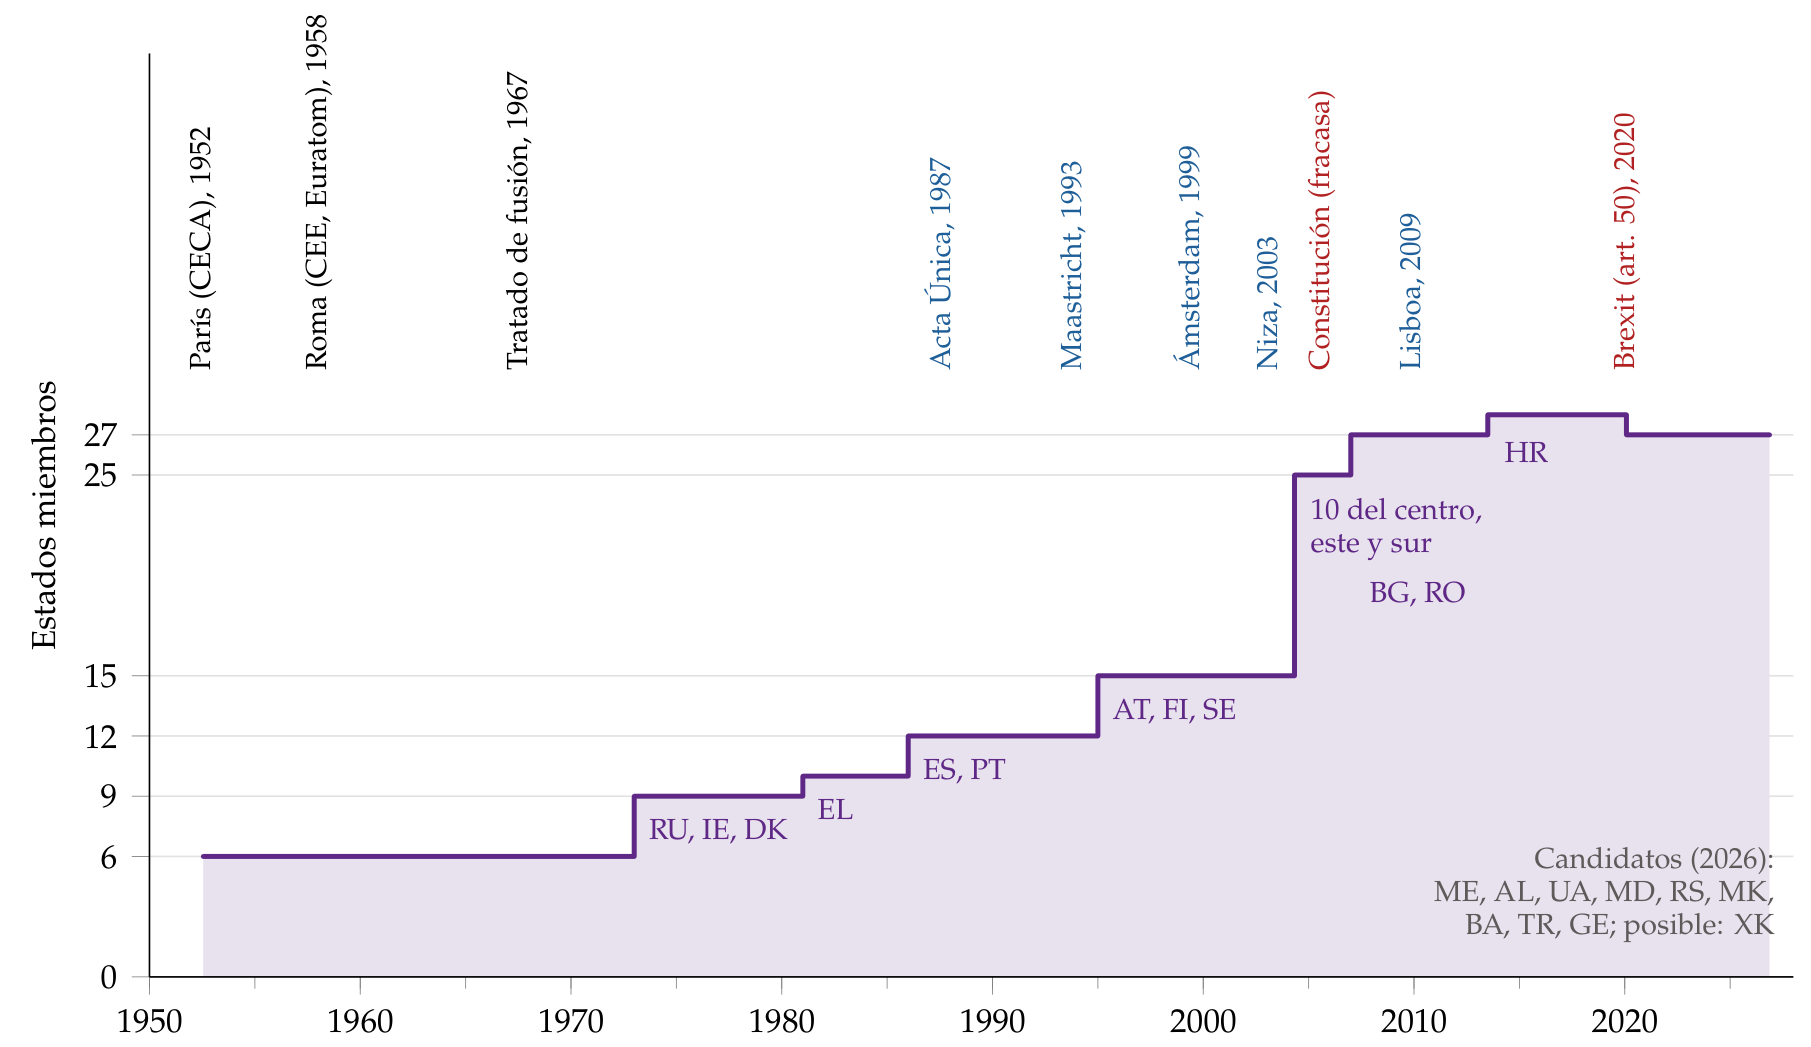 París (CECA), 1952
Roma (CEE, Euratom), 1958
Tratado de fusión, 1967
Acta Única, 1987
Maastricht, 1993
Ámsterdam, 1999
Niza, 2003
Constitución (fracasa)
Lisboa, 2009
Brexit (art. 50), 2020
Estados miembros
27
25
15
12
9
6
0
HR
10 del centro,
este y sur
BG, RO
AT, FI, SE
ES, PT
EL
RU, IE, DK
Candidatos (2026):
ME, AL, UA, MD, RS, MK,
BA, TR, GE; posible: XK
1950 1960 1970 1980 1990 2000 2010 2020